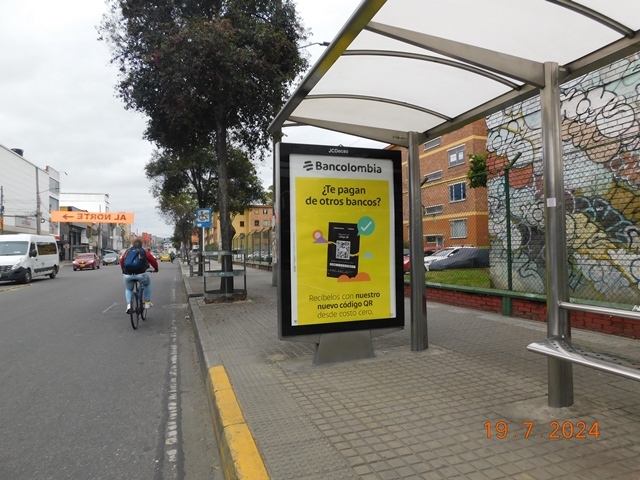 JCDecaux
Bancolombia
¿Te pagan
de otros bancos?
Recíbelos con nuestro
nuevo código QR
desde costo cero.
AL NORTE
19.7.2024